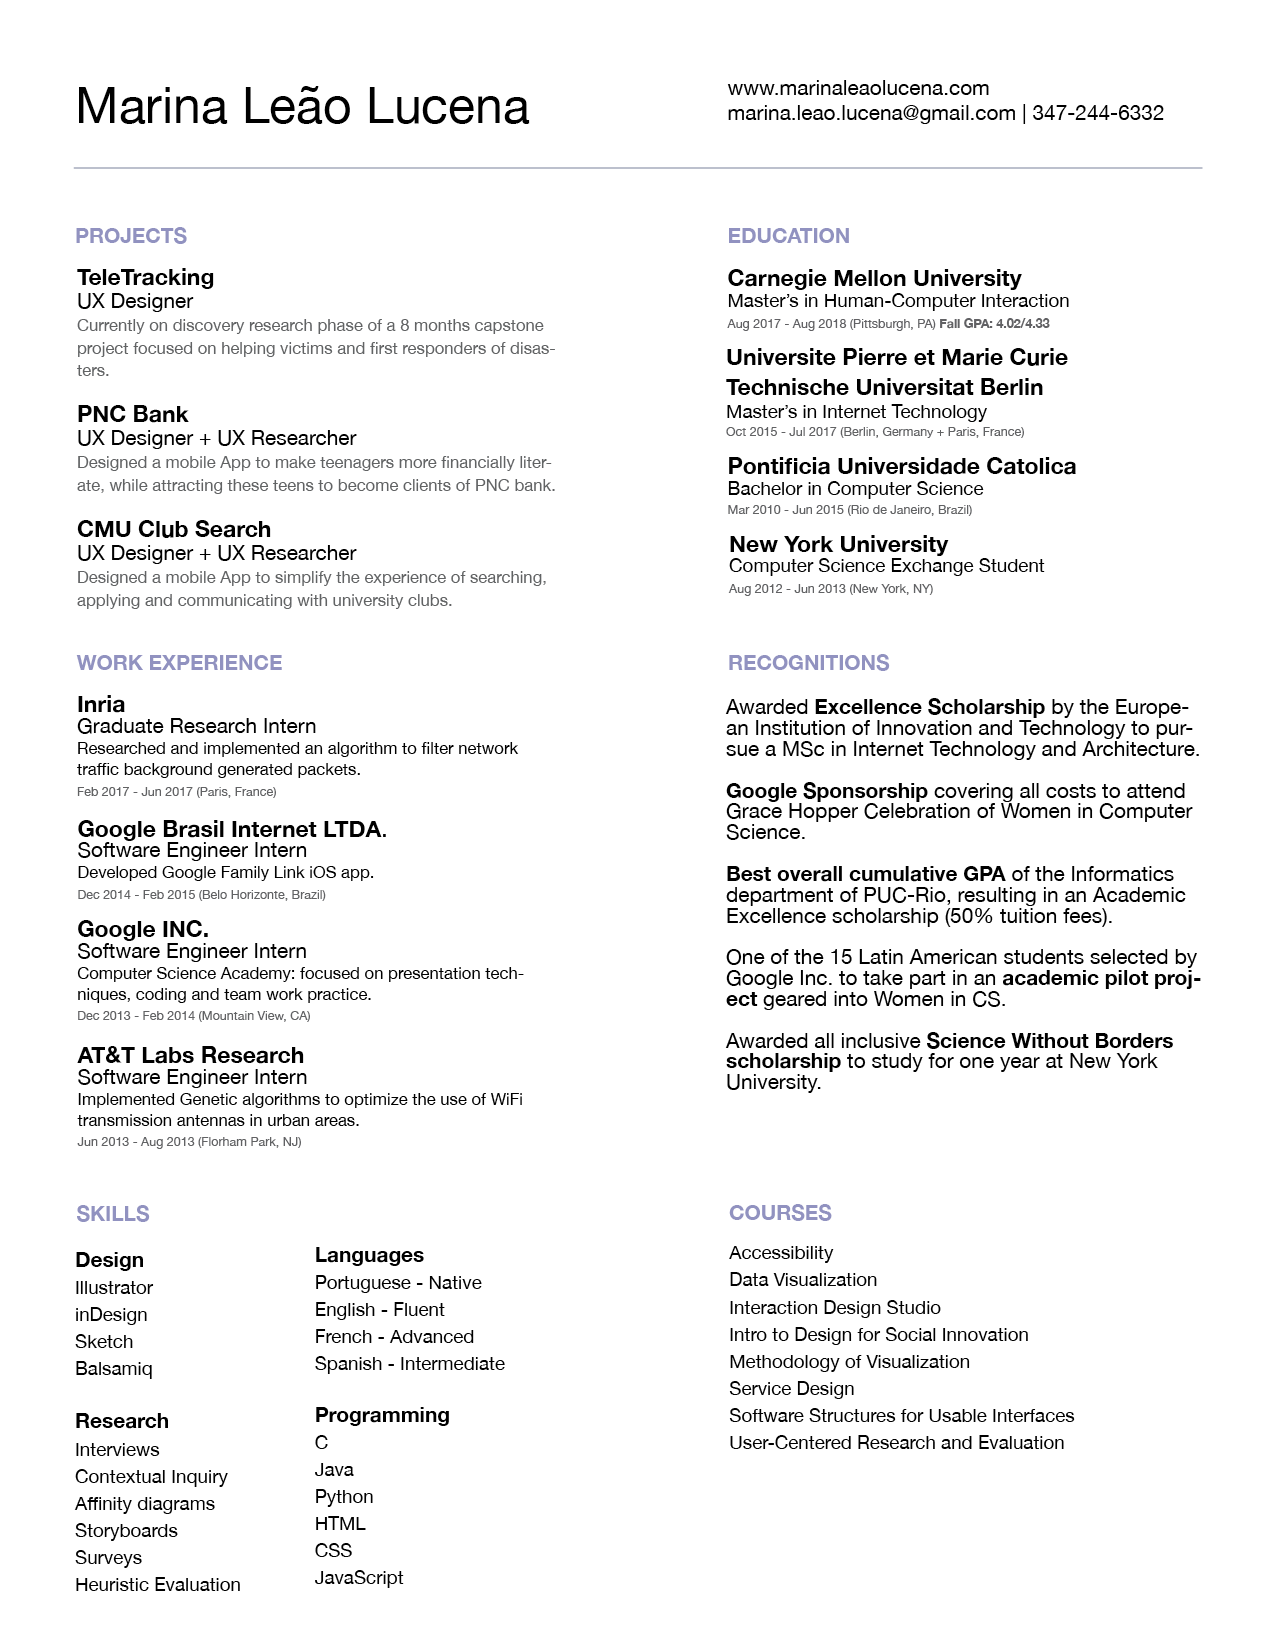 Marina Leão Lucena
www.marinaleaolucena.com
marina.leao.lucena@gmail.com | 347-244-6332
PROJECTS
TeleTracking
UX Designer
Currently on discovery research phase of a 8 months capstone
project focused on helping victims and first responders of disas-
ters.
PNC Bank
UX Designer + UX Researcher
Designed a mobile App to make teenagers more financially liter-
ate, while attracting these teens to become clients of PNC bank.
CMU Club Search
UX Designer + UX Researcher
Designed a mobile App to simplify the experience of searching,
applying and communicating with university clubs.
WORK EXPERIENCE
Inria
Graduate Research Intern
Researched and implemented an algorithm to filter network
traffic background generated packets.
Feb 2017 - Jun 2017 (Paris, France)
Google Brasil Internet LTDA.
Software Engineer Intern
Developed Google Family Link iOS app.
Dec 2014 - Feb 2015 (Belo Horizonte, Brazil)
Google INC.
Software Engineer Intern
Computer Science Academy: focused on presentation tech-
niques, coding and team work practice.
Dec 2013 - Feb 2014 (Mountain View, CA)
AT&T Labs Research
Software Engineer Intern
Implemented Genetic algorithms to optimize the use of WiFi
transmission antennas in urban areas.
Jun 2013 - Aug 2013 (Florham Park, NJ)
SKILLS
Design
Illustrator
inDesign
Sketch
Balsamiq
Research
Interviews
Contextual Inquiry
Affinity diagrams
Storyboards
Surveys
Heuristic Evaluation
Languages
Portuguese - Native
English - Fluent
French - Advanced
Spanish - Intermediate
Programming
C
Java
Python
HTML
CSS
JavaScript
EDUCATION
Carnegie Mellon University
Master's in Human-Computer Interaction
Aug 2017 - Aug 2018 (Pittsburgh, PA) Fall GPA: 4.02/4.33
Universite Pierre et Marie Curie
Technische Universitat Berlin
Master's in Internet Technology
Oct 2015 - Jul 2017 (Berlin, Germany + Paris, France)
Pontificia Universidade Catolica
Bachelor in Computer Science
Mar 2010 - Jun 2015 (Rio de Janeiro, Brazil)
New York University
Computer Science Exchange Student
Aug 2012 - Jun 2013 (New York, NY)
RECOGNITIONS
Awarded Excellence Scholarship by the Europe-
an Institution of Innovation and Technology to pur-
sue a MSc in Internet Technology and Architecture.
Google Sponsorship covering all costs to attend
Grace Hopper Celebration of Women in Computer
Science.
Best overall cumulative GPA of the Informatics
department of PUC-Rio, resulting in an Academic
Excellence scholarship (50% tuition fees).
One of the 15 Latin American students selected by
Google Inc. to take part in an academic pilot proj-
ect geared into Women in CS.
Awarded all inclusive Science Without Borders
scholarship to study for one year at New York
University.
COURSES
Accessibility
Data Visualization
Interaction Design Studio
Intro to Design for Social Innovation
Methodology of Visualization
Service Design
Software Structures for Usable Interfaces
User-Centered Research and Evaluation